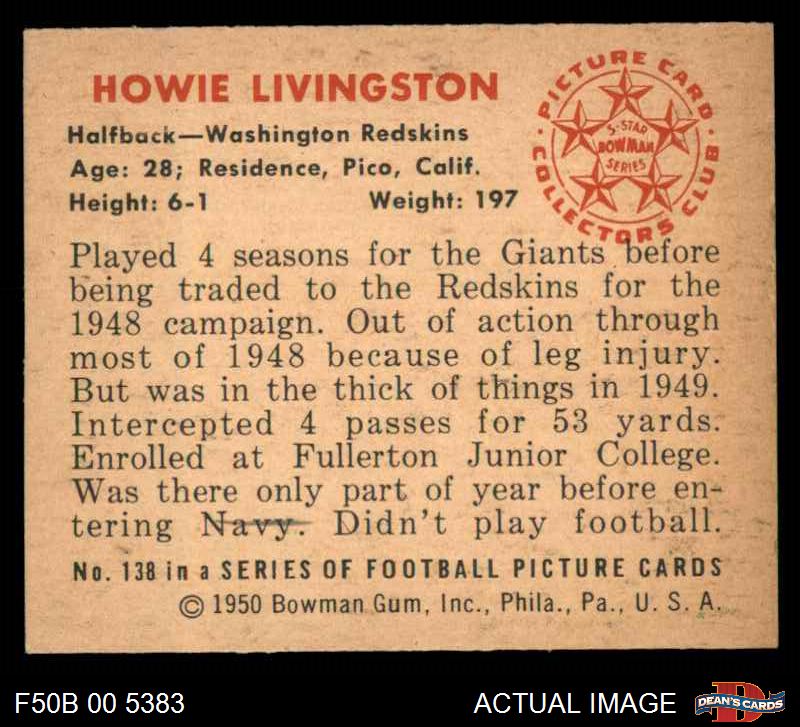 HOWIE LIVINGSTON
Halfback—Washington Redskins
Age: 28; Residence, Pico, Calif.
Height: 6-1 Weight: 197
PICTURE CARD
COLLECTORS CLUB
5-STAR
BOWMAN
SERIES
Played 4 seasons for the Giants before
being traded to the Redskins for the
1948 campaign. Out of action through
most of 1948 because of leg injury.
But was in the thick of things in 1949.
Intercepted 4 passes for 53 yards.
Enrolled at Fullerton Junior College.
Was there only part of year before en-
tering Navy. Didn't play football.
No. 138 in a SERIES OF FOOTBALL PICTURE CARDS
© 1950 Bowman Gum, Inc., Phila., Pa., U. S. A.
F50B 00 5383
ACTUAL IMAGE
D
DEAN'S CARDS